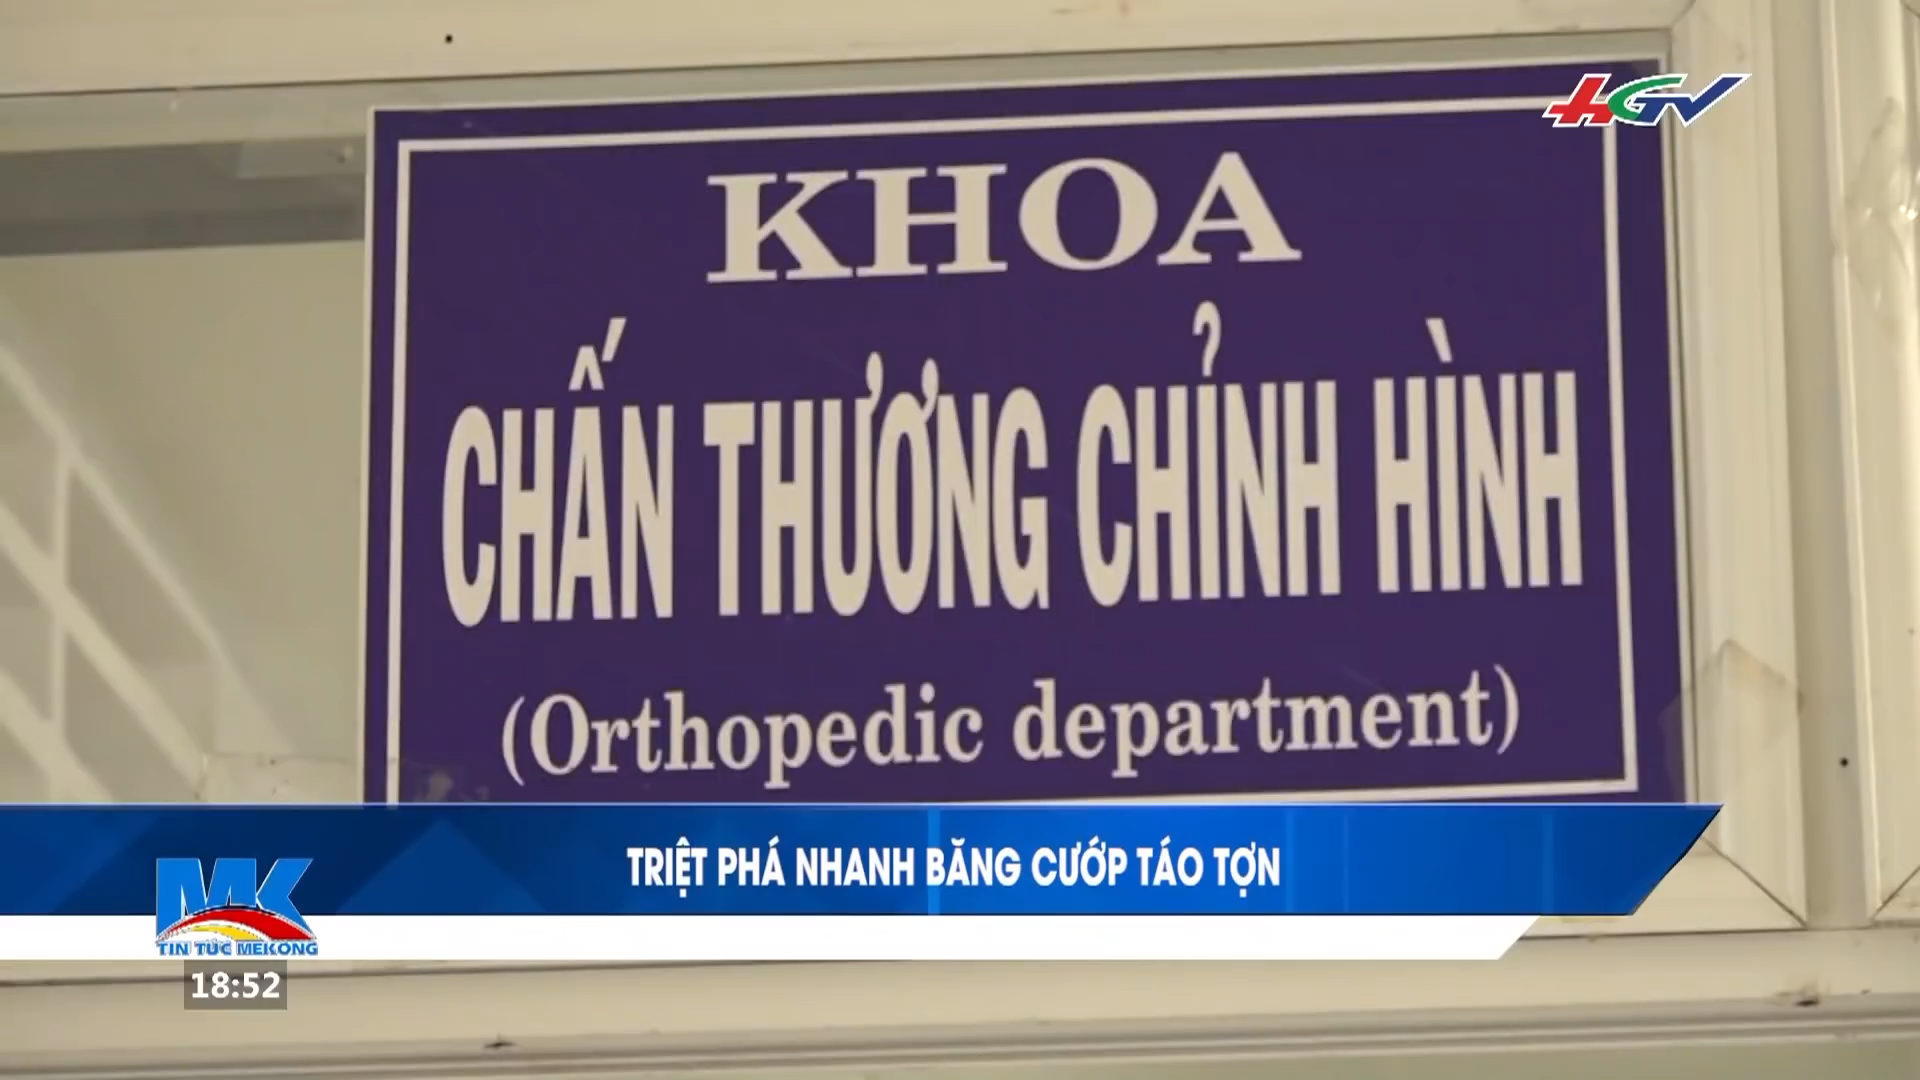 HGV
KHOA
CHẤN THƯƠNG CHỈNH HÌNH
(Orthopedic department)
TRIỆT PHÁ NHANH BĂNG CƯỚP TÁO TỢN
MK
TIN TỨC MEKONG
18:52